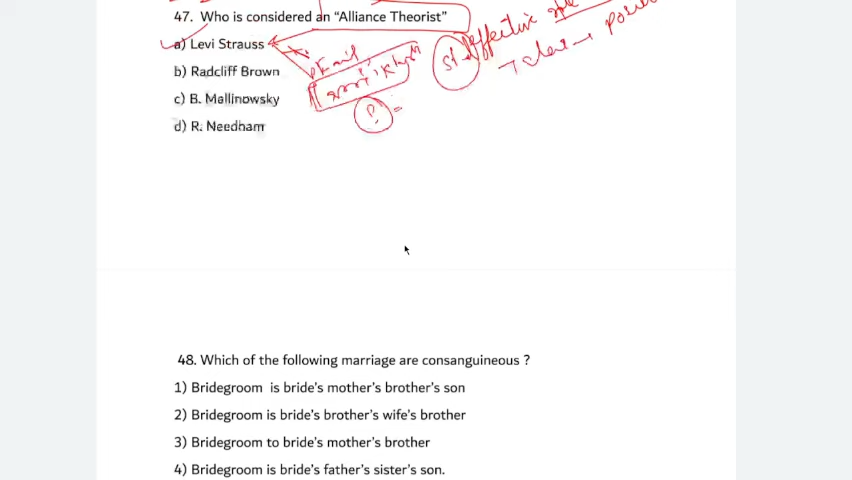 47. Who is considered an “Alliance Theorist”
a) Levi Strauss
b) Radcliff Brown
c) B. Mallinowsky
d) R. Needham
?
48. Which of the following marriage are consanguineous ?
1) Bridegroom is bride's mother's brother's son
2) Bridegroom is bride's brother's wife's brother
3) Bridegroom to bride's mother's brother
4) Bridegroom is bride's father's sister's son.